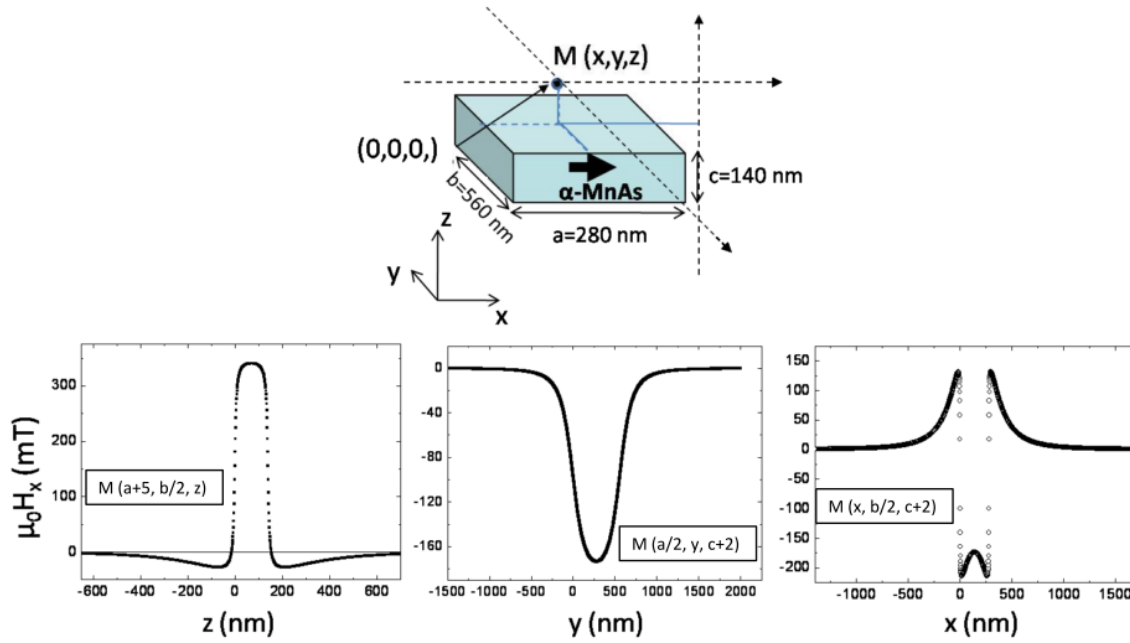 M (x,y,z)
(0,0,0,)
b=560 nm
α-MnAs
c=140 nm
a=280 nm
z
y
x
μ₀Hₓ (mT)
300
200
100
0
M (a+5, b/2, z)
-600 -400 -200 0 200 400 600
z (nm)
0
-40
-80
-120
-160
M (a/2, y, c+2)
-1500 -1000 -500 0 500 1000 1500 2000
y (nm)
150
100
50
0
-50
-100
-150
-200
M (x, b/2, c+2)
-1000 -500 0 500 1000 1500
x (nm)